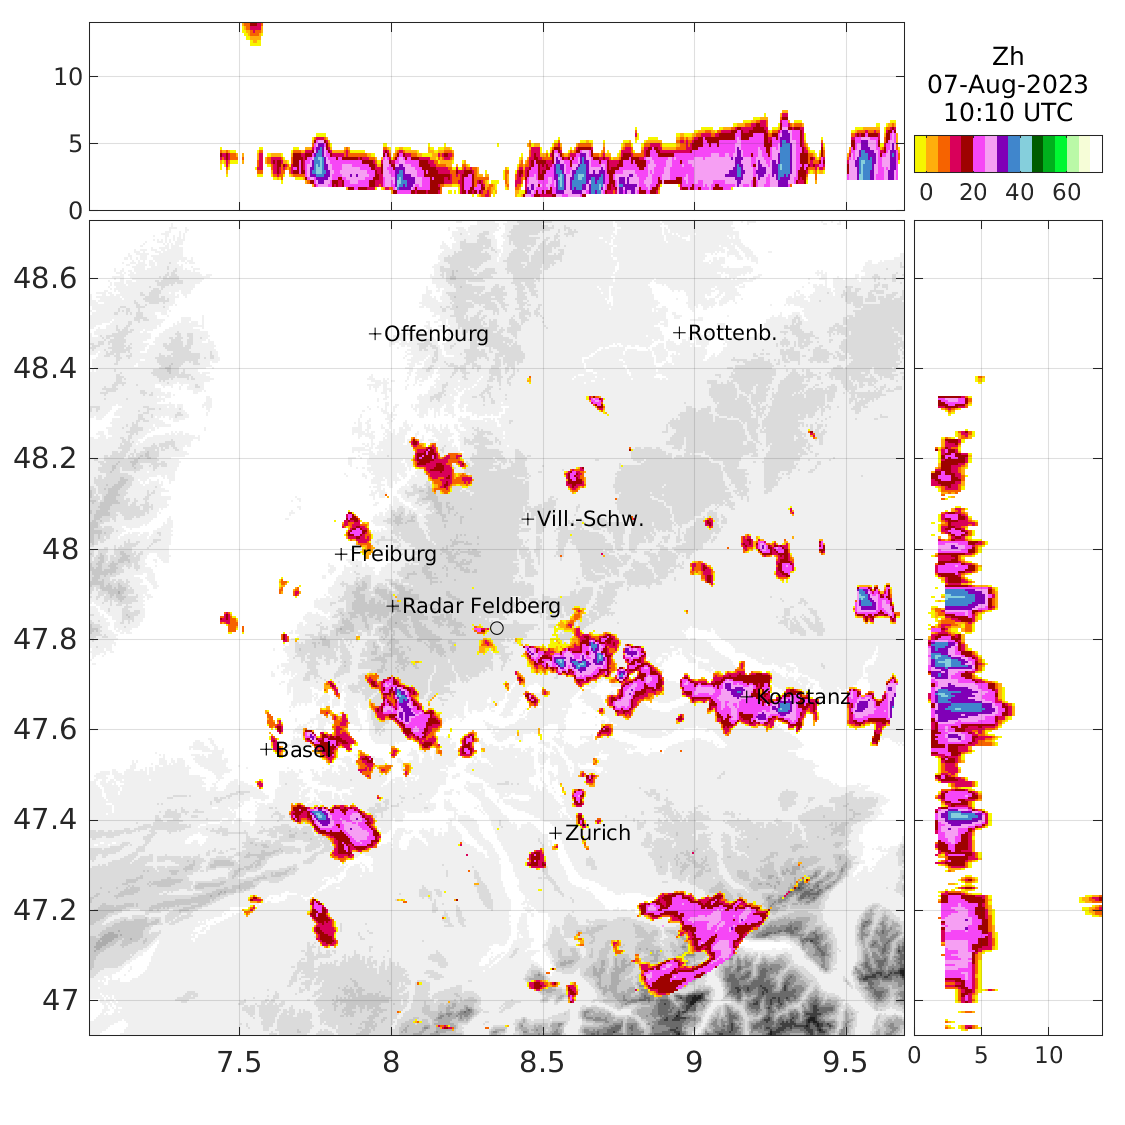 Zh
07-Aug-2023
10:10 UTC
0 20 40 60
10
5
0
48.6
48.4
48.2
48
47.8
47.6
47.4
47.2
47
+Offenburg
+Rottenb.
+Vill.-Schw.
+Freiburg
+Radar Feldberg
+Konstanz
+Basel
+Zürich
7.5 8 8.5 9 9.5
0 5 10